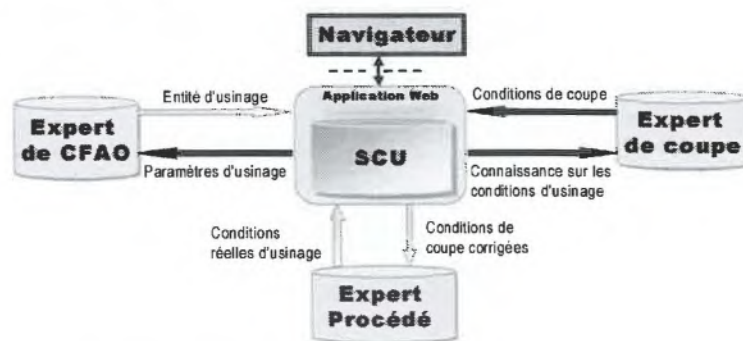 Navigateur
Entité d'usinage
Application Web
Conditions de coupe
Expert
de CFAO
SCU
Expert
de coupe
Paramètres d'usinage
Connaissance sur les
conditions d'usinage
Conditions
réelles d'usinage
Conditions de
coupe corrigées
Expert
Procédé